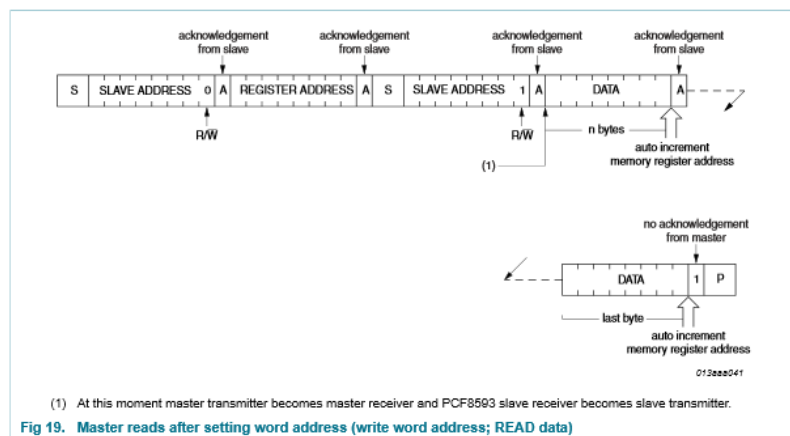 acknowledgement from slave
acknowledgement from slave
acknowledgement from slave
acknowledgement from slave
S SLAVE ADDRESS 0 A REGISTER ADDRESS A S SLAVE ADDRESS 1 A DATA A
R/W̅ R/W̅ n bytes
auto increment memory register address
(1)
no acknowledgement from master
DATA 1 P
last byte
auto increment memory register address
013aaa041
(1) At this moment master transmitter becomes master receiver and PCF8593 slave receiver becomes slave transmitter.
Fig 19. Master reads after setting word address (write word address; READ data)